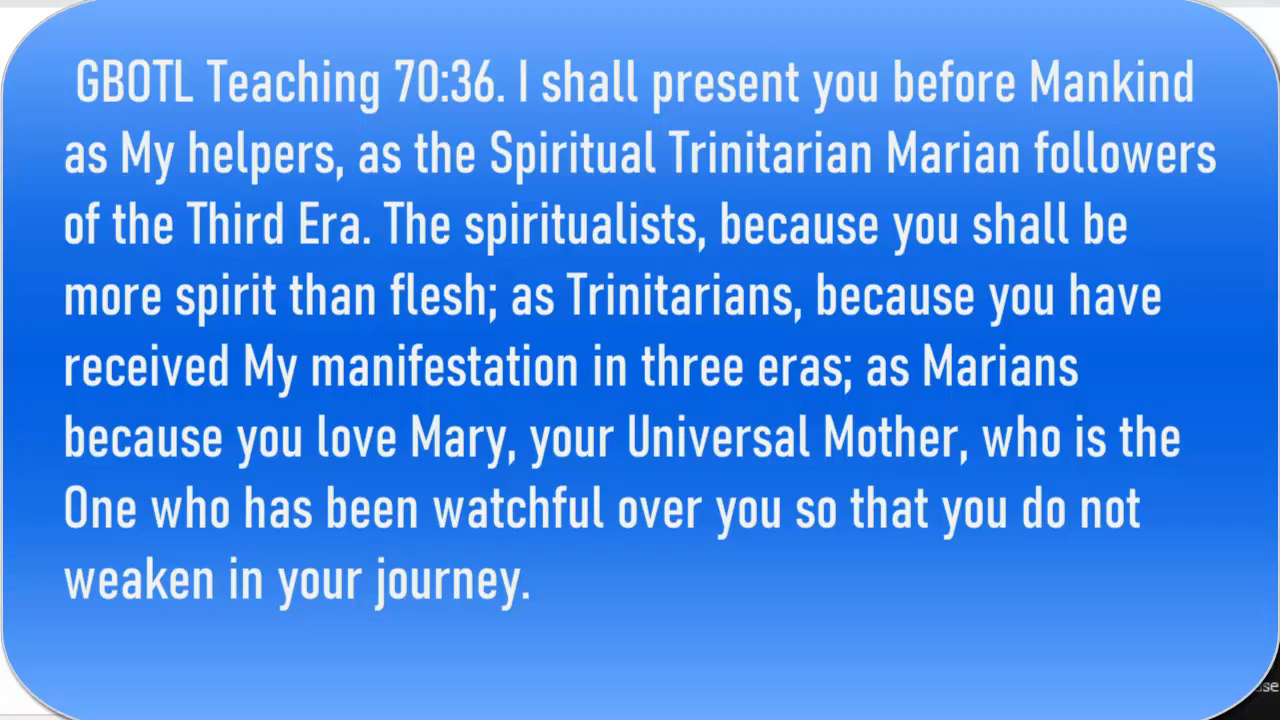 GBOTL Teaching 70:36. I shall present you before Mankind
as My helpers, as the Spiritual Trinitarian Marian followers
of the Third Era. The spiritualists, because you shall be
more spirit than flesh; as Trinitarians, because you have
received My manifestation in three eras; as Marians
because you love Mary, your Universal Mother, who is the
One who has been watchful over you so that you do not
weaken in your journey.